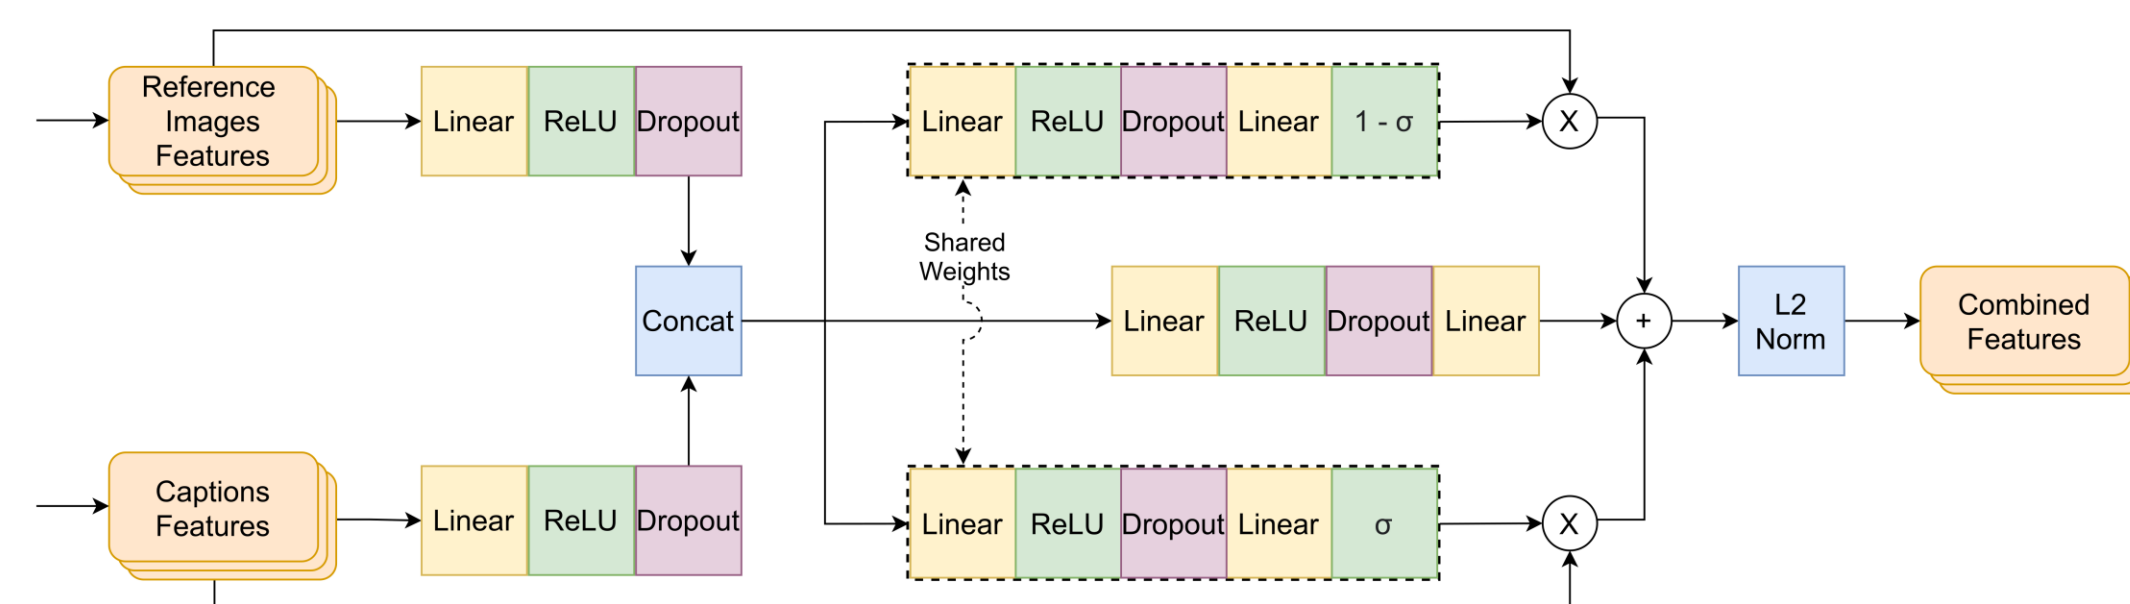 Reference
Images
Features
Linear ReLU Dropout
Linear ReLU Dropout Linear 1 - σ
X
Shared
Weights
Concat
Linear ReLU Dropout Linear
+
L2
Norm
Combined
Features
Captions
Features
Linear ReLU Dropout
Linear ReLU Dropout Linear σ
X